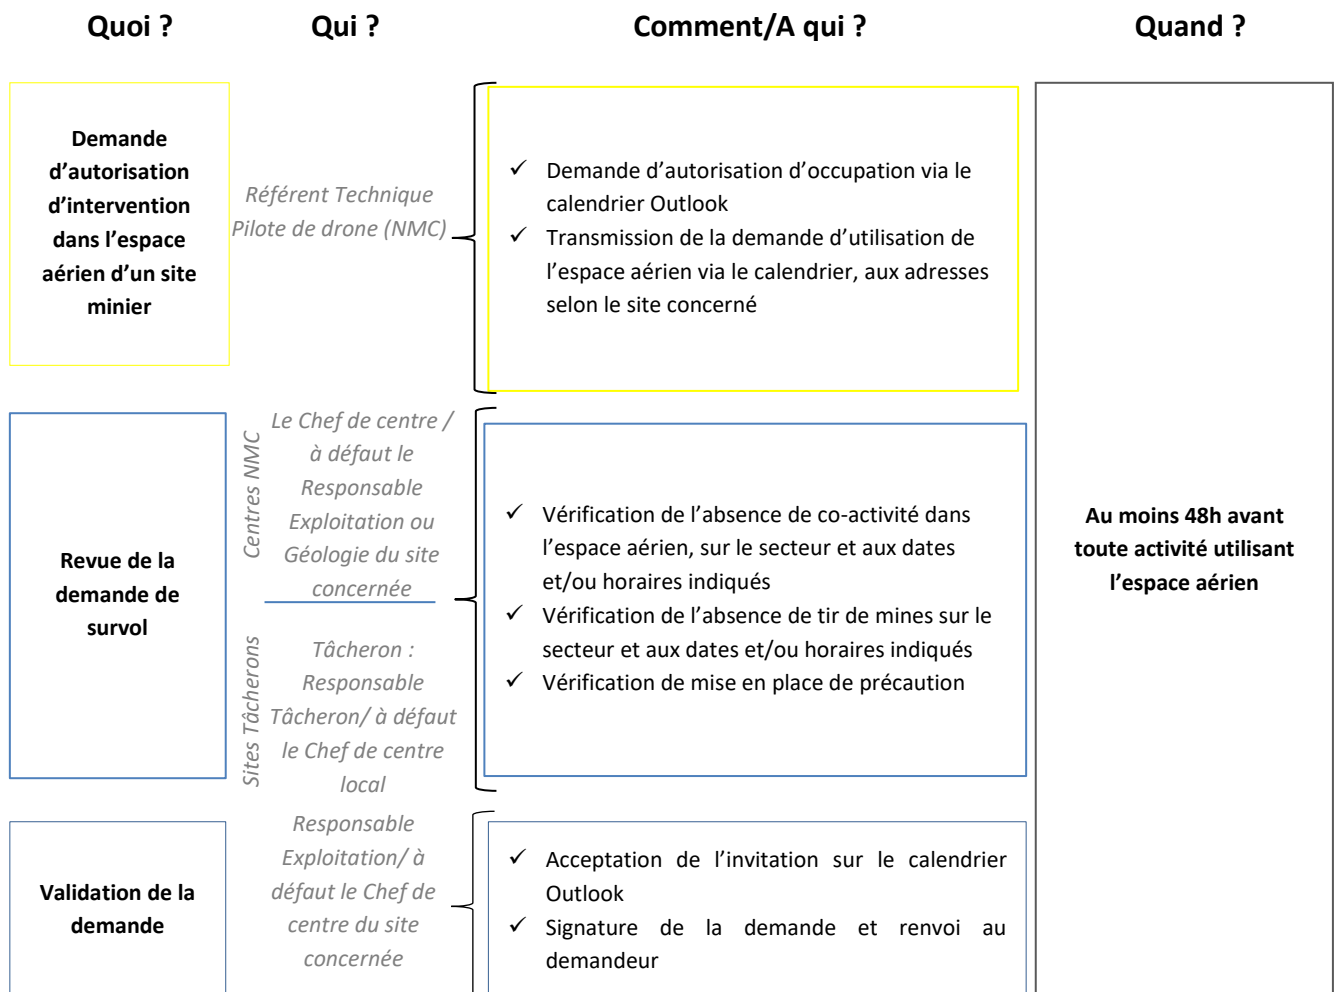 Quoi ?
Qui ?
Comment/A qui ?
Quand ?
Demande
d’autorisation
d’intervention
dans l’espace
aérien d’un site
minier
Référent Technique
Pilote de drone (NMC)
✓ Demande d’autorisation d’occupation via le
calendrier Outlook
✓ Transmission de la demande d’utilisation de
l’espace aérien via le calendrier, aux adresses
selon le site concerné
Au moins 48h avant
toute activité utilisant
l’espace aérien
Revue de la
demande de
survol
Centres NMC
Le Chef de centre /
à défaut le
Responsable
Exploitation ou
Géologie du site
concernée
Sites Tâcherons
Tâcheron :
Responsable
Tâcheron/ à défaut
le Chef de centre
local
✓ Vérification de l’absence de co-activité dans
l’espace aérien, sur le secteur et aux dates
et/ou horaires indiqués
✓ Vérification de l’absence de tir de mines sur le
secteur et aux dates et/ou horaires indiqués
✓ Vérification de mise en place de précaution
Validation de la
demande
Responsable
Exploitation/ à
défaut le Chef de
centre du site
concernée
✓ Acceptation de l’invitation sur le calendrier
Outlook
✓ Signature de la demande et renvoi au
demandeur